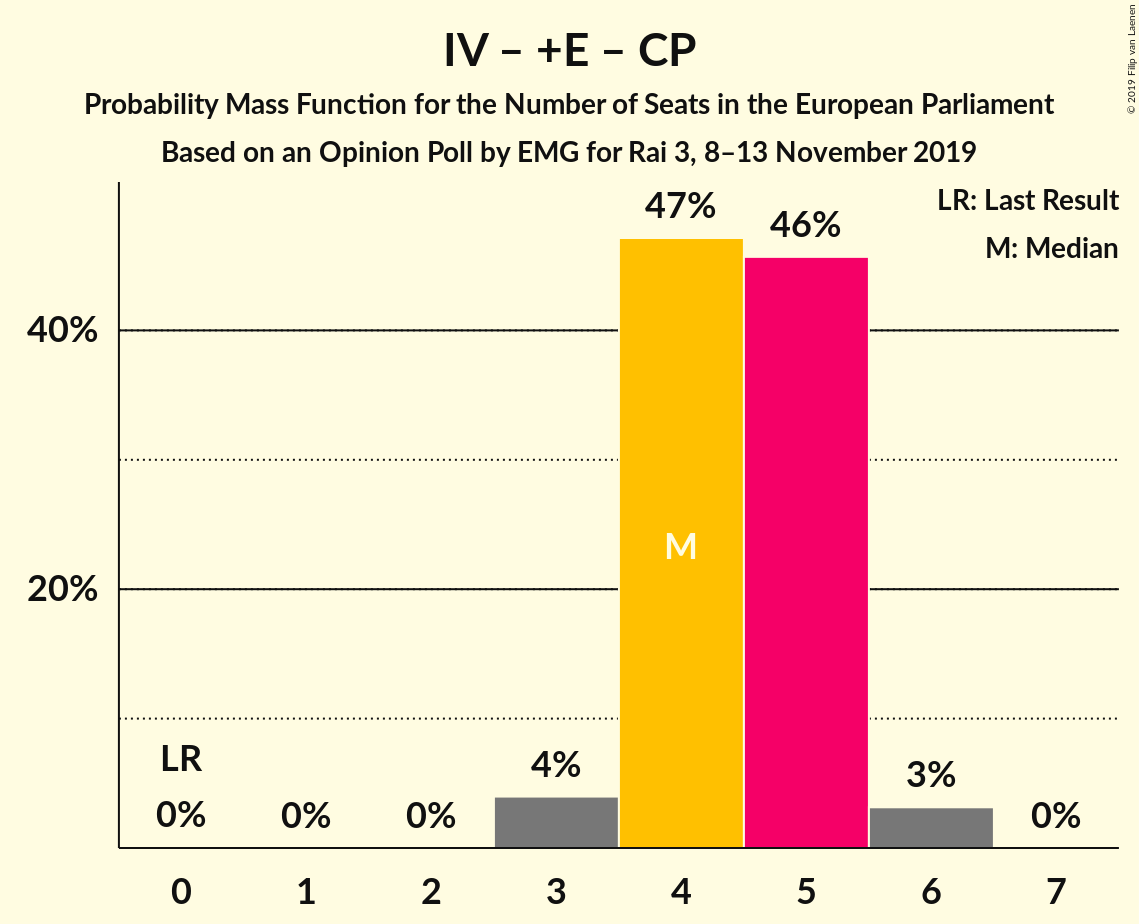 IV – +E – CP
Probability Mass Function for the Number of Seats in the European Parliament
Based on an Opinion Poll by EMG for Rai 3, 8–13 November 2019
© 2019 Filip van Laenen
LR: Last Result
M: Median
47%
46%
40%
M
20%
LR
0%
0%
0%
4%
3%
0%
0
1
2
3
4
5
6
7